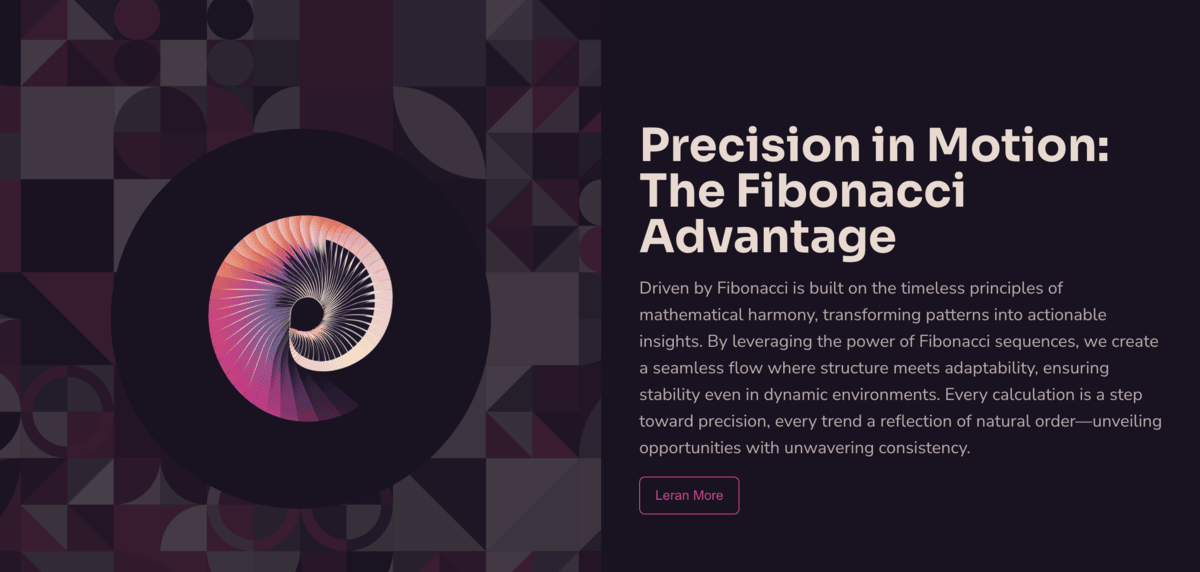 Precision in Motion:
The Fibonacci
Advantage
Driven by Fibonacci is built on the timeless principles of
mathematical harmony, transforming patterns into actionable
insights. By leveraging the power of Fibonacci sequences, we create
a seamless flow where structure meets adaptability, ensuring
stability even in dynamic environments. Every calculation is a step
toward precision, every trend a reflection of natural order—unveiling
opportunities with unwavering consistency.
Leran More